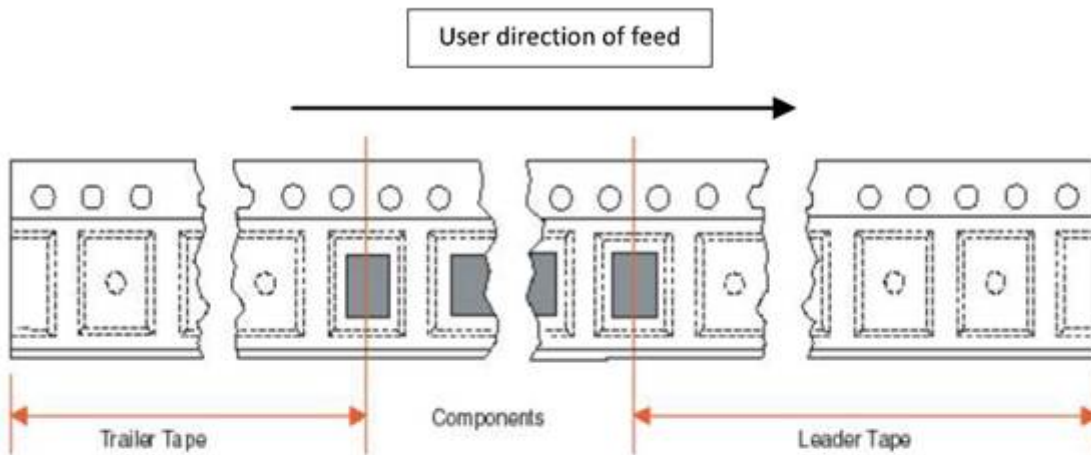 User direction of feed
Components
Trailer Tape
Leader Tape